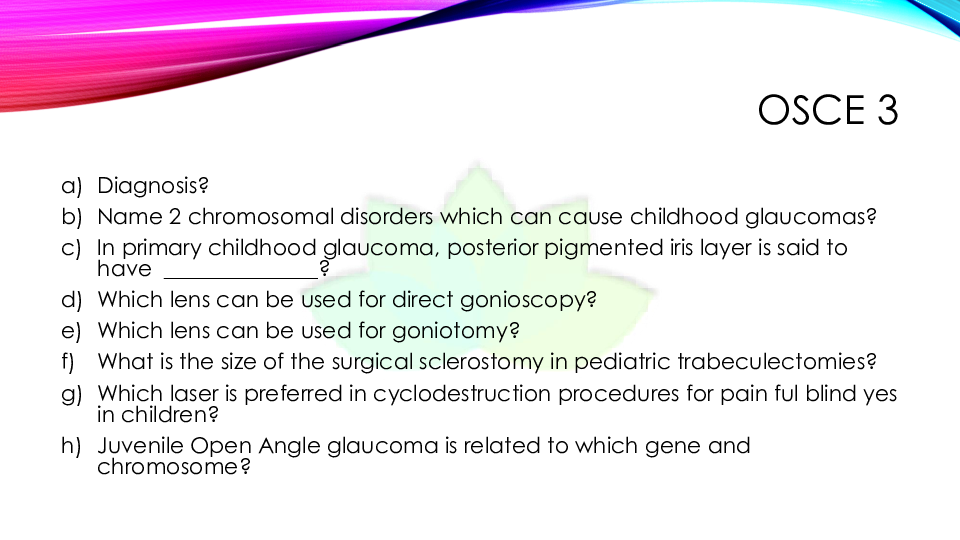 OSCE 3
a) Diagnosis?
b) Name 2 chromosomal disorders which can cause childhood glaucomas?
c) In primary childhood glaucoma, posterior pigmented iris layer is said to
have ______________?
d) Which lens can be used for direct gonioscopy?
e) Which lens can be used for goniotomy?
f) What is the size of the surgical sclerostomy in pediatric trabeculectomies?
g) Which laser is preferred in cyclodestruction procedures for pain ful blind yes
in children?
h) Juvenile Open Angle glaucoma is related to which gene and
chromosome?